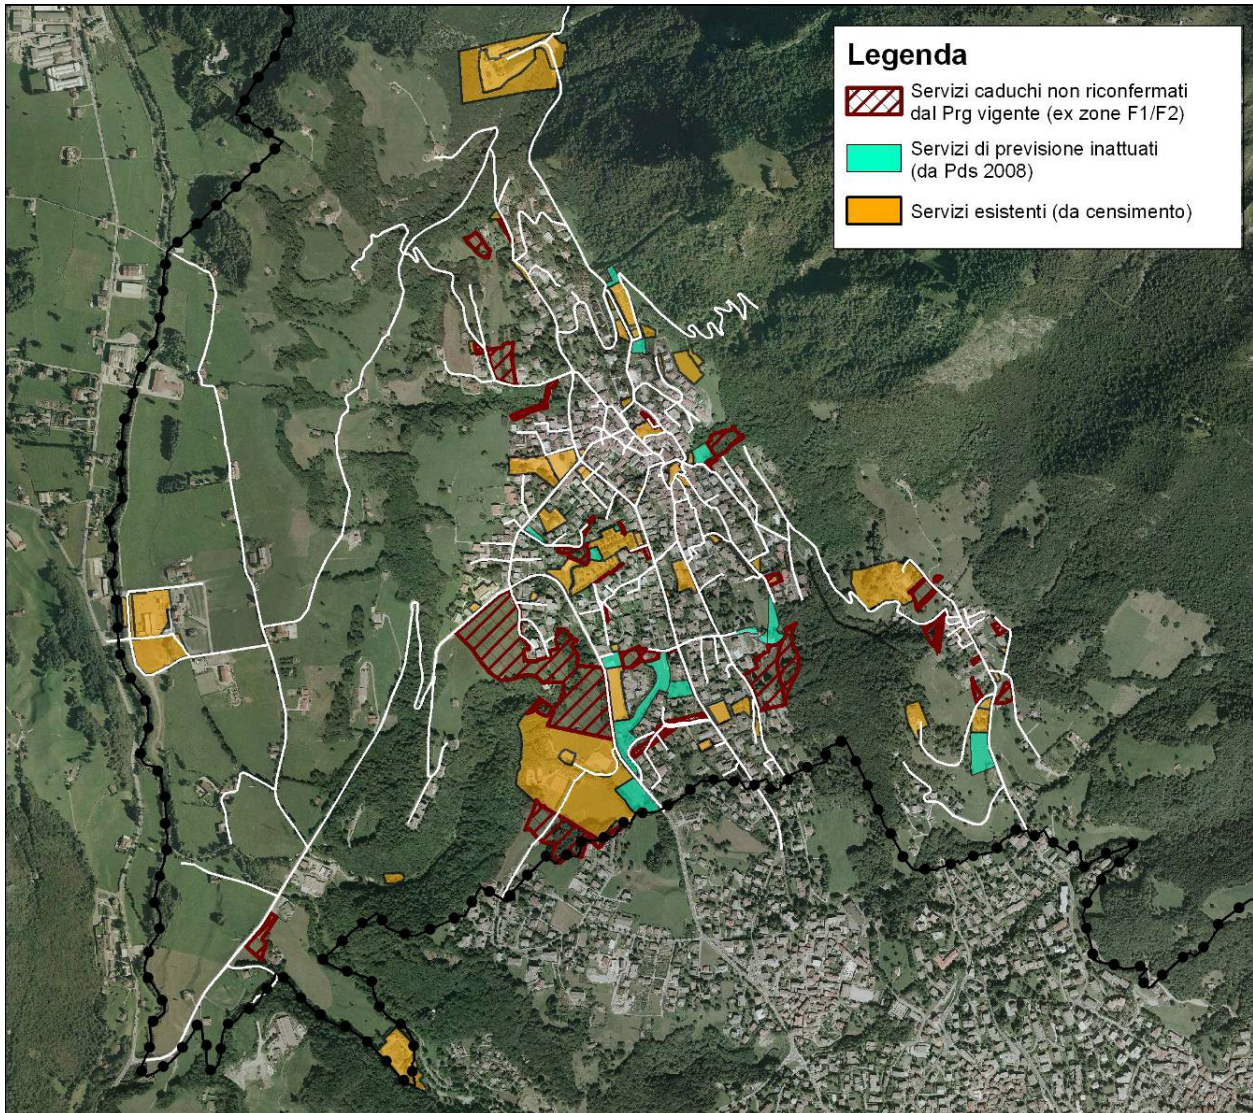 Legenda
Servizi caduchi non riconfermati
dal Prg vigente (ex zone F1/F2)
Servizi di previsione inattuati
(da Pds 2008)
Servizi esistenti (da censimento)